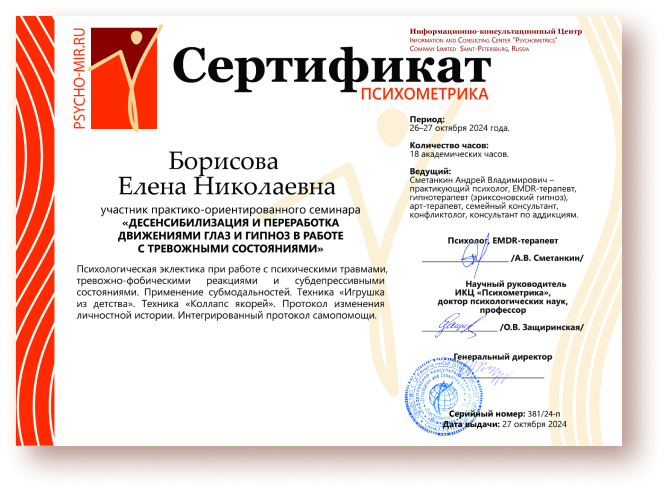 PSYCHO-MIR.RU
Информационно-консультационный Центр
Information and Consulting Center "Psychometrics"
Company Limited Saint-Petersburg, Russia
Сертификат
ПСИХОМЕТРИКА
Период:
26–27 октября 2024 года.
Количество часов:
18 академических часов.
Ведущий:
Сметанкин Андрей Владимирович –
практикующий психолог, EMDR-терапевт,
гипнотерапевт (эриксоновский гипноз),
арт-терапевт, семейный консультант,
конфликтолог, консультант по аддикциям.
Борисова
Елена Николаевна
участник практико-ориентированного семинара
«ДЕСЕНСИБИЛИЗАЦИЯ И ПЕРЕРАБОТКА
ДВИЖЕНИЯМИ ГЛАЗ И ГИПНОЗ В РАБОТЕ
С ТРЕВОЖНЫМИ СОСТОЯНИЯМИ»
Психологическая эклектика при работе с психическими травмами,
тревожно-фобическими реакциями и субдепрессивными
состояниями. Применение субмодальностей. Техника «Игрушка
из детства». Техника «Коллапс якорей». Протокол изменения
личностной истории. Интегрированный протокол самопомощи.
Психолог, EMDR-терапевт
/А.В. Сметанкин/
Научный руководитель
ИКЦ «Психометрика»,
доктор психологических наук,
профессор
/О.В. Защиринская/
Генеральный директор
Серийный номер: 381/24-п
Дата выдачи: 27 октября 2024